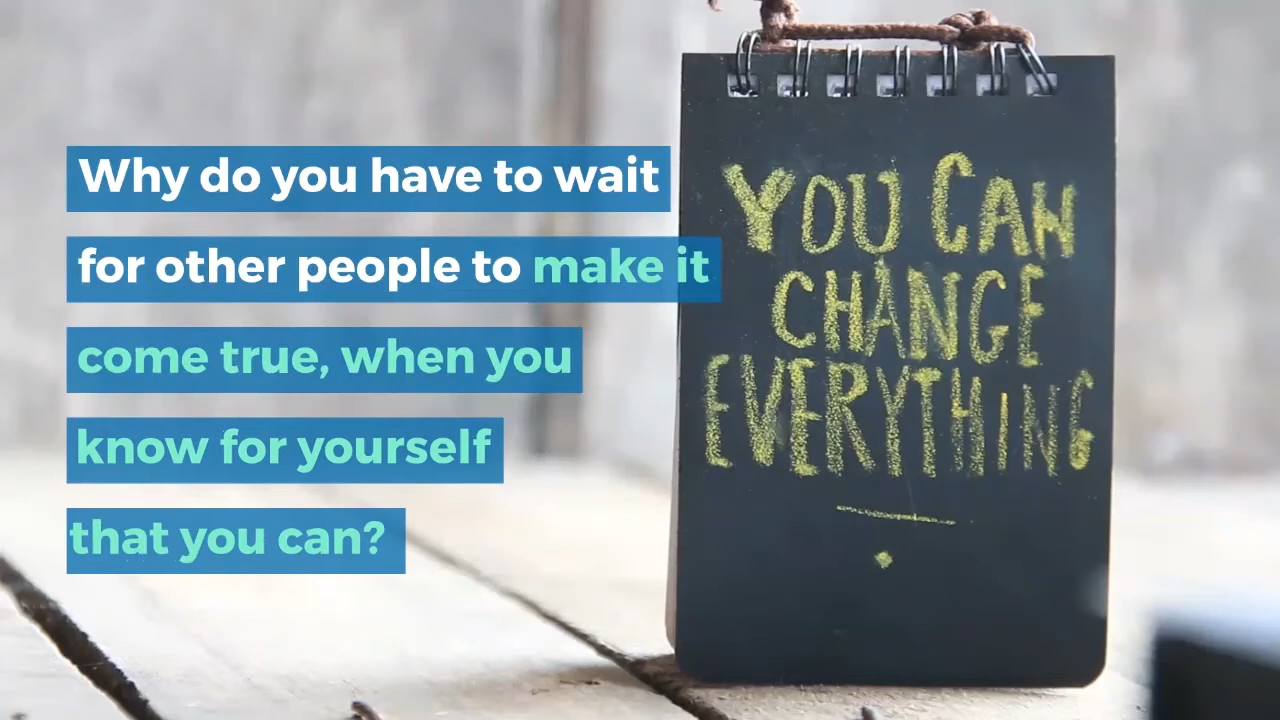 Why do you have to wait
for other people to make it
come true, when you
know for yourself
that you can?
YOU CAN
CHANGE
EVERYTHING